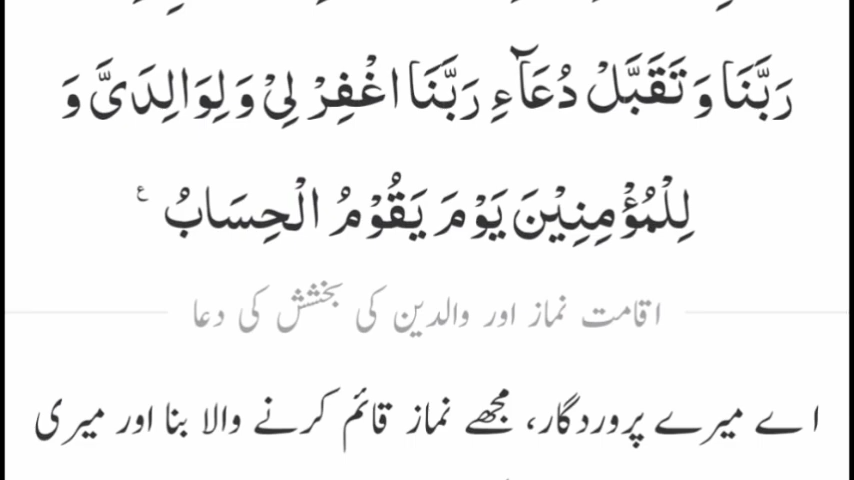 رَبَّنَا وَ تَقَبَّلْ دُعَآءِ رَبَّنَا اغْفِرْ لِيْ وَ لِوَالِدَىَّ وَ
لِلْمُؤْمِنِيْنَ يَوْمَ يَقُوْمُ الْحِسَابُ ۧ
اقامت نماز اور والدین کی بخشش کی دعا
اے میرے پروردگار، مجھے نماز قائم کرنے والا بنا اور میری